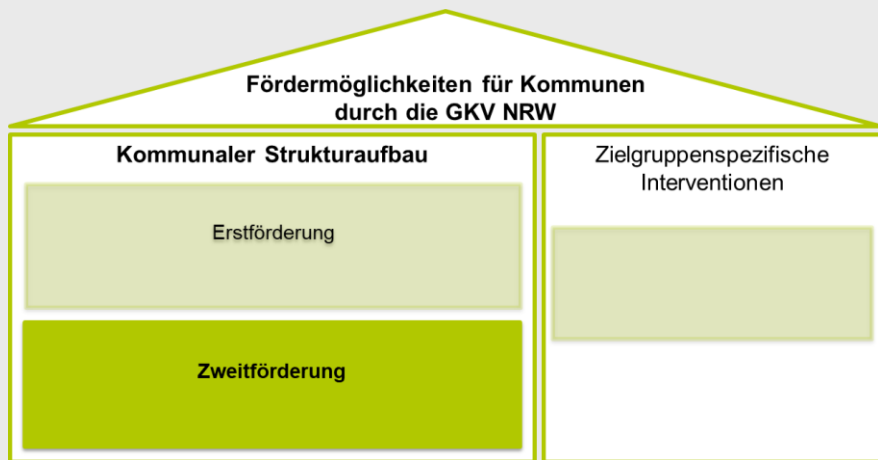 Fördermöglichkeiten für Kommunen
durch die GKV NRW
Kommunaler Strukturaufbau
Erstförderung
Zweitförderung
Zielgruppenspezifische
Interventionen